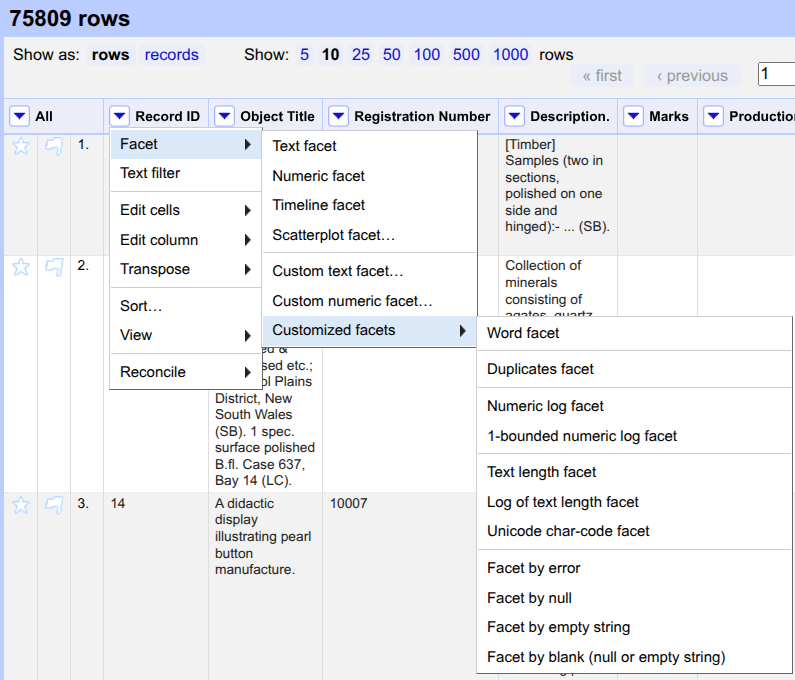 75809 rows
Show as: rows records Show: 5 10 25 50 100 500 1000 rows
« first ‹ previous 1
All Record ID Object Title Registration Number Description. Marks Productio
Facet
Text filter
Edit cells
Edit column
Transpose
Sort…
View
Reconcile
Text facet
Numeric facet
Timeline facet
Scatterplot facet…
Custom text facet…
Custom numeric facet…
Customized facets
Word facet
Duplicates facet
Numeric log facet
1-bounded numeric log facet
Text length facet
Log of text length facet
Unicode char-code facet
Facet by error
Facet by null
Facet by empty string
Facet by blank (null or empty string)
1.
[Timber]
Samples (two in
sections,
polished on one
side and
hinged):- ... (SB).
2.
ed &
sed etc.;
ol Plains
District, New
South Wales
(SB). 1 spec.
surface polished
B.fl. Case 637,
Bay 14 (LC).
Collection of
minerals
consisting of
agates, quartz
3. 14
A didactic
display
illustrating pearl
button
manufacture.
10007